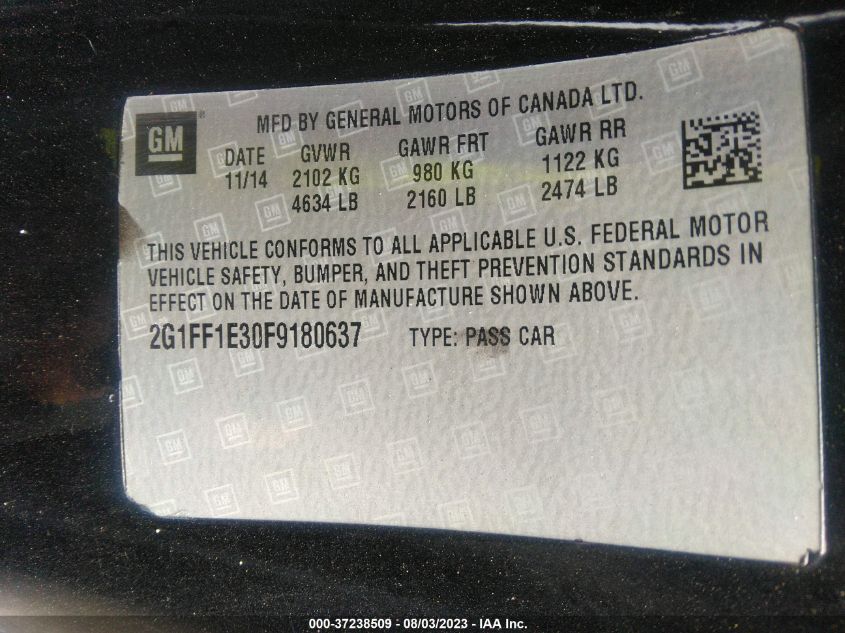 GM ®
MFD BY GENERAL MOTORS OF CANADA LTD.
DATE GVWR GAWR FRT GAWR RR
11/14 2102 KG 980 KG 1122 KG
4634 LB 2160 LB 2474 LB
THIS VEHICLE CONFORMS TO ALL APPLICABLE U.S. FEDERAL MOTOR
VEHICLE SAFETY, BUMPER, AND THEFT PREVENTION STANDARDS IN
EFFECT ON THE DATE OF MANUFACTURE SHOWN ABOVE.
2G1FF1E30F9180637 TYPE: PASS CAR
000-37238509 - 08/03/2023 - IAA Inc.